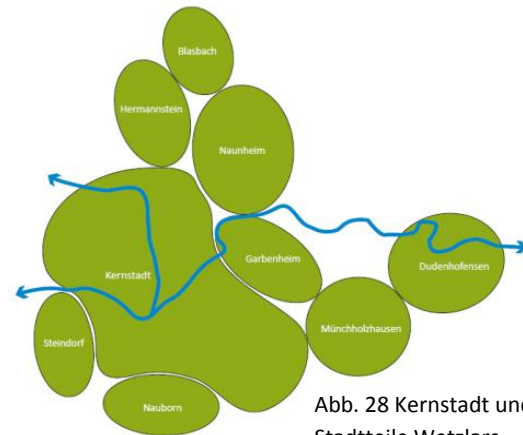 Blasbach
Hermannstein
Naunheim
Kernstadt
Garbenheim
Dudenhofensen
Münchholzhausen
Steindorf
Nauborn
Abb. 28 Kernstadt und